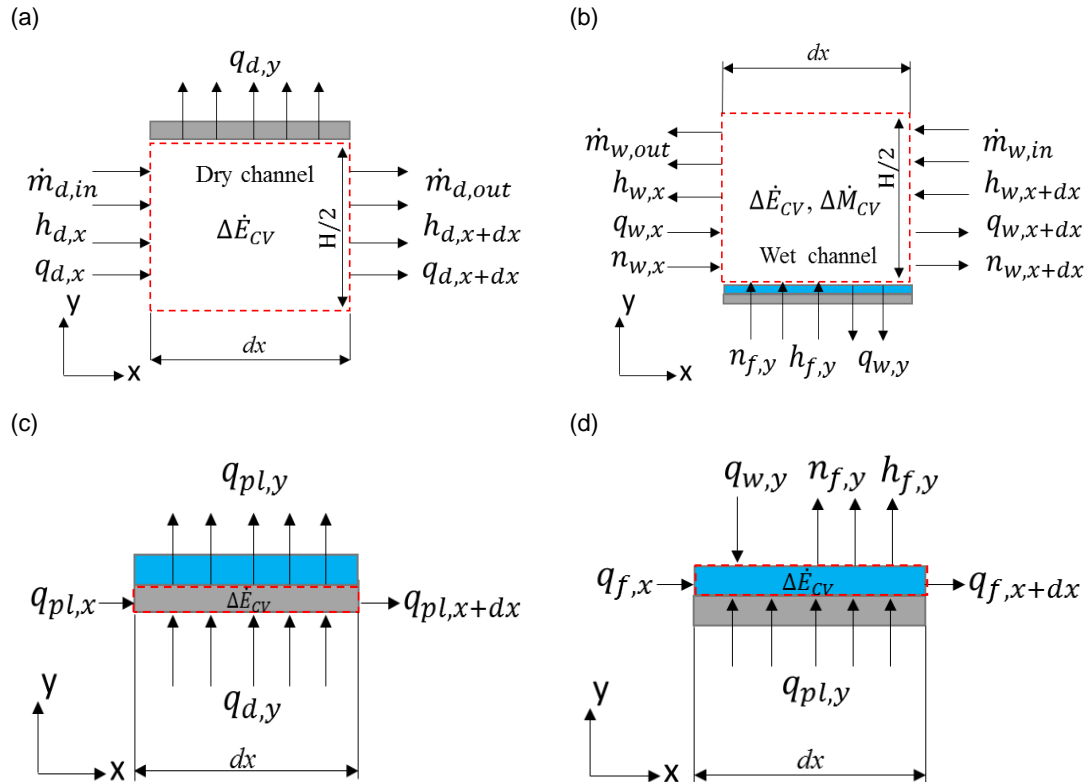 (a)
q_{d,y}
Dry channel
ṁ_{d,in}
h_{d,x}
q_{d,x}
ΔĖ_{CV}
H/2
ṁ_{d,out}
h_{d,x+dx}
q_{d,x+dx}
y
x
dx
(b)
dx
ṁ_{w,out}
h_{w,x}
q_{w,x}
n_{w,x}
ΔĖ_{CV}, ΔṀ_{CV}
Wet channel
H/2
ṁ_{w,in}
h_{w,x+dx}
q_{w,x+dx}
n_{w,x+dx}
n_{f,y} h_{f,y} q_{w,y}
y
x
(c)
q_{pl,y}
q_{pl,x}
ΔĖ_{CV}
q_{pl,x+dx}
q_{d,y}
y
x
dx
(d)
q_{w,y} n_{f,y} h_{f,y}
q_{f,x}
ΔĖ_{CV}
q_{f,x+dx}
q_{pl,y}
y
x
dx